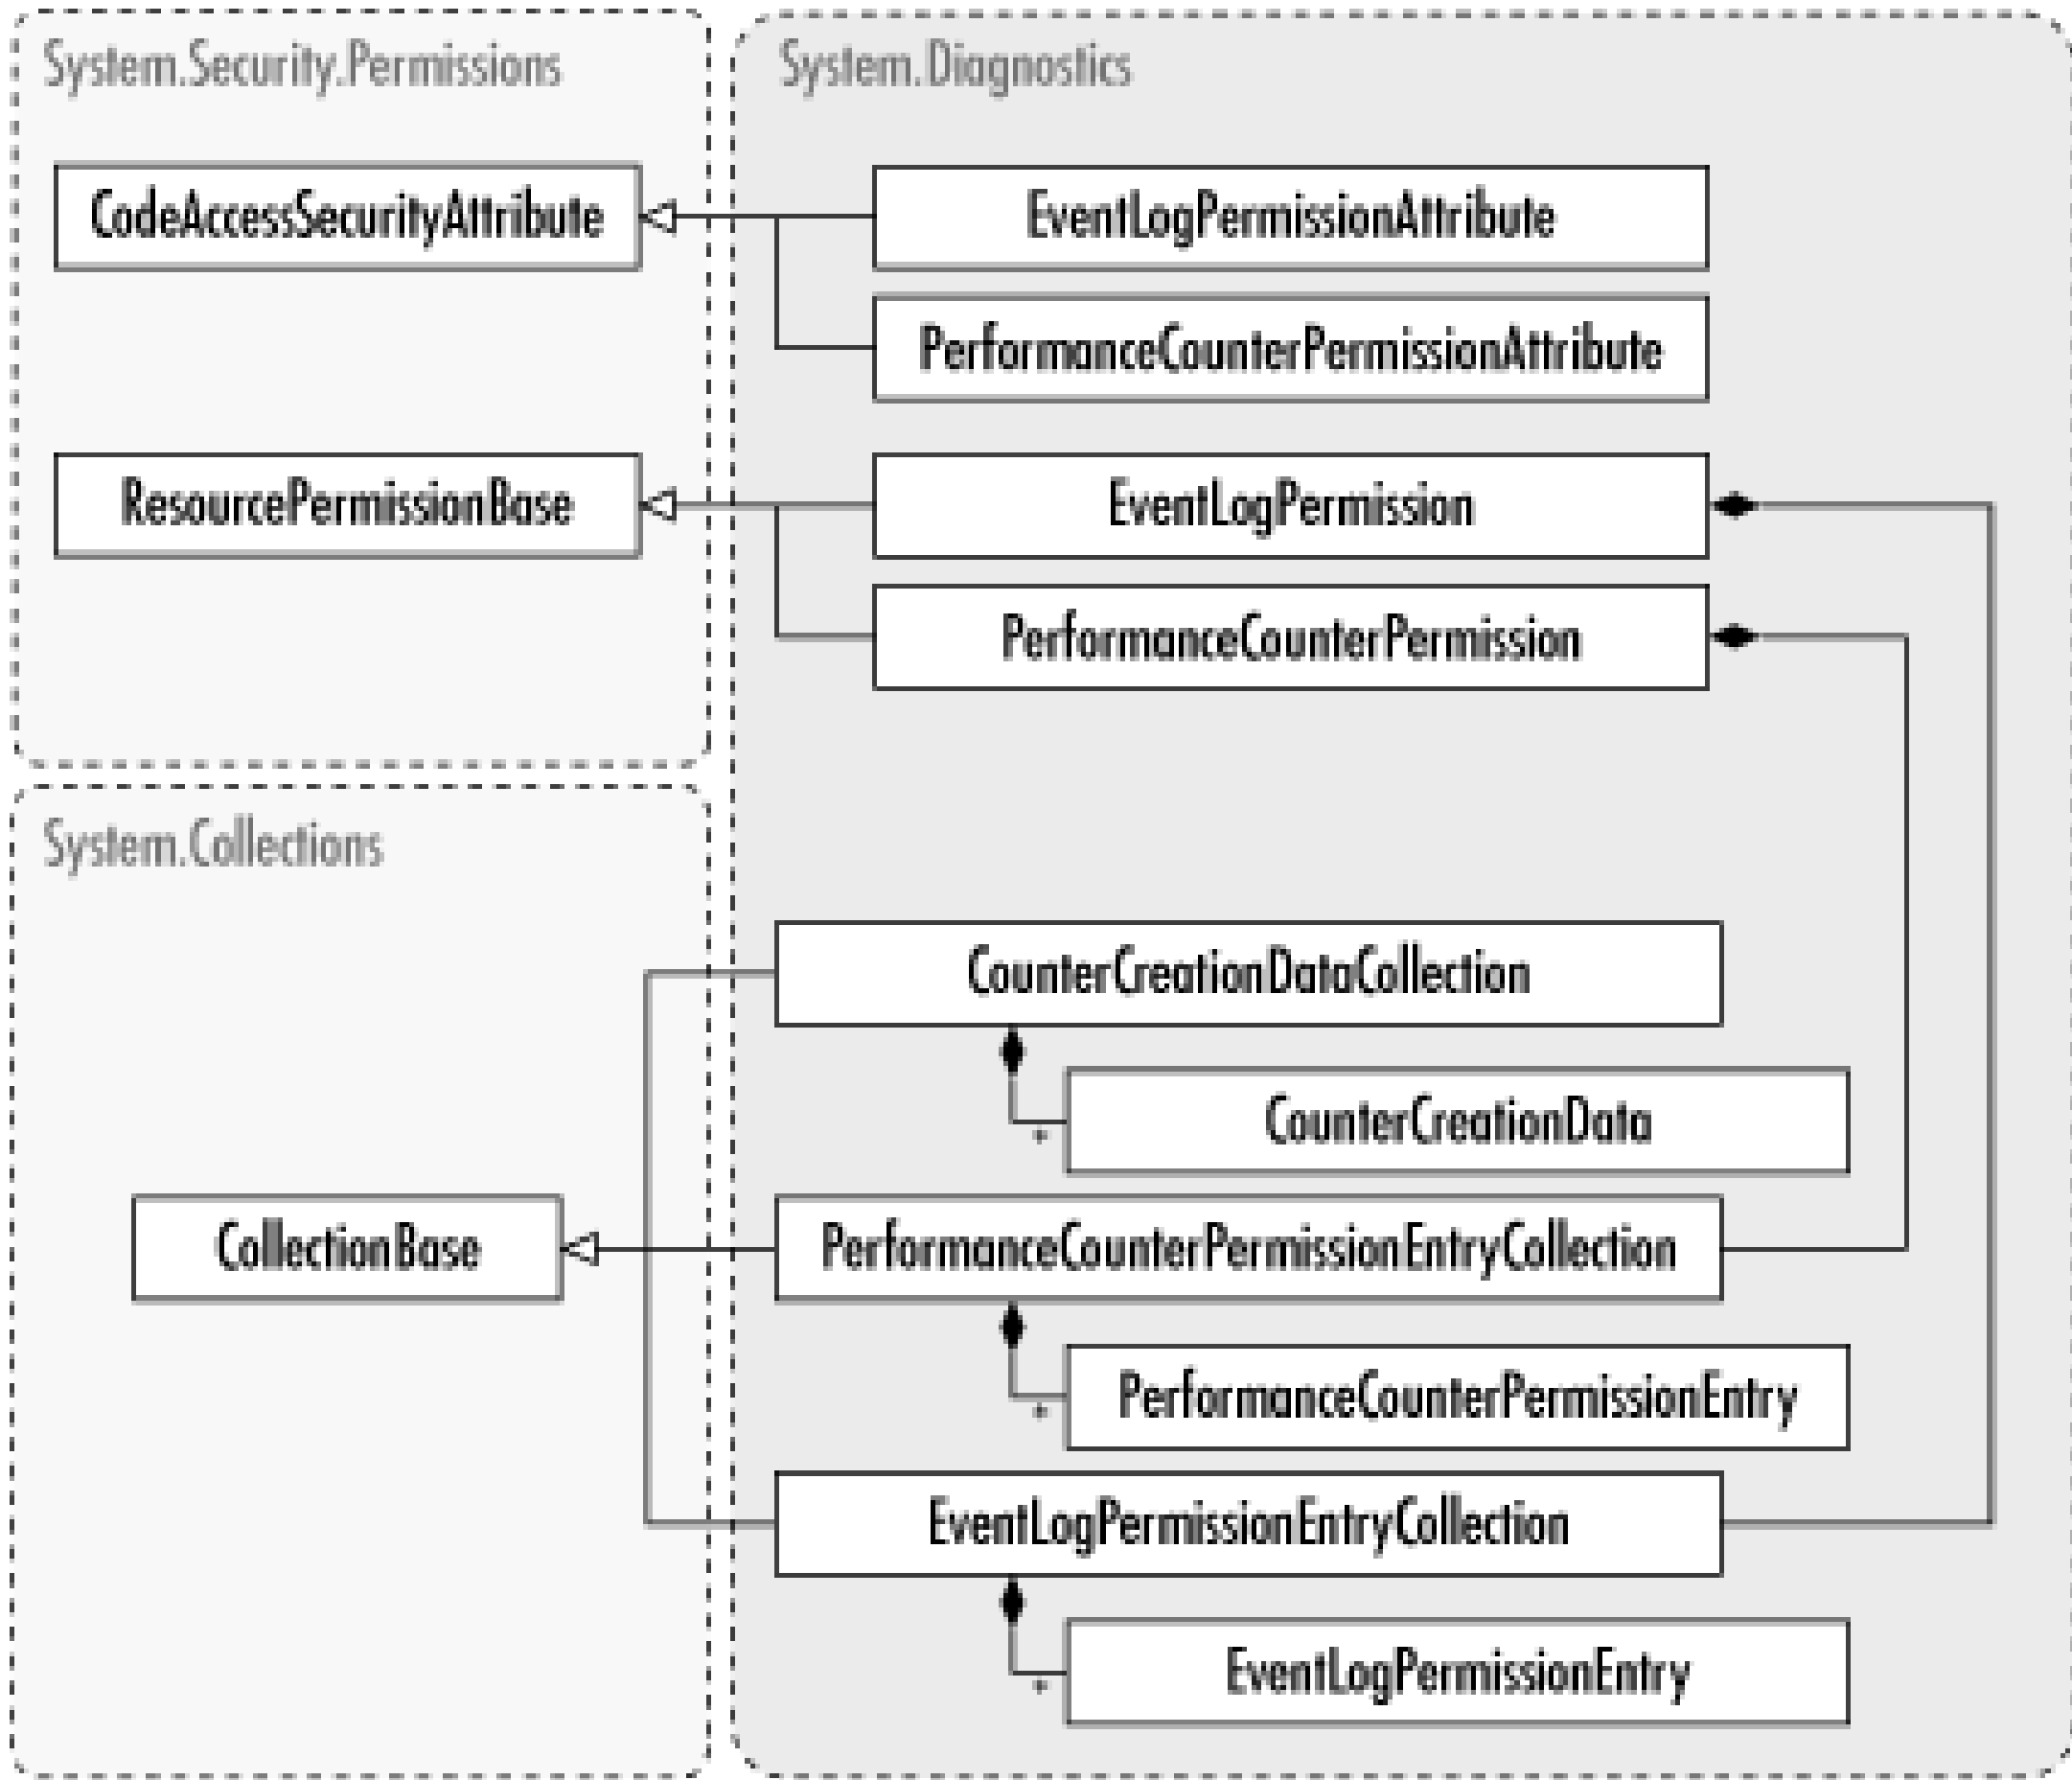 System.Security.Permissions
CodeAccessSecurityAttribute
ResourcePermissionBase
System.Collections
CollectionBase
System.Diagnostics
EventLogPermissionAttribute
PerformanceCounterPermissionAttribute
EventLogPermission
PerformanceCounterPermission
CounterCreationDataCollection
*
CounterCreationData
PerformanceCounterPermissionEntryCollection
*
PerformanceCounterPermissionEntry
EventLogPermissionEntryCollection
*
EventLogPermissionEntry